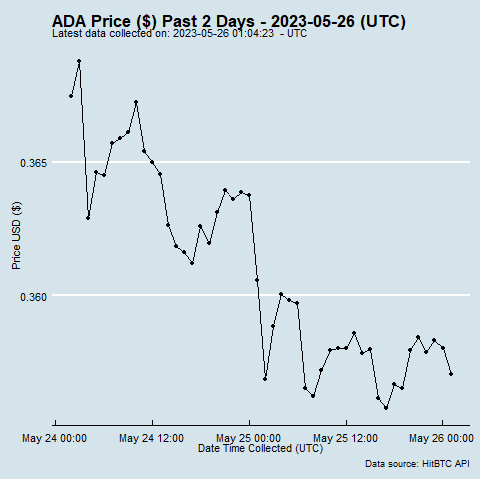 ADA Price ($) Past 2 Days - 2023-05-26 (UTC)
Latest data collected on: 2023-05-26 01:04:23  - UTC
0.365
Price USD ($)
0.360
May 24 00:00
May 24 12:00
May 25 00:00
May 25 12:00
May 26 00:00
Date Time Collected (UTC)
Data source: HitBTC API